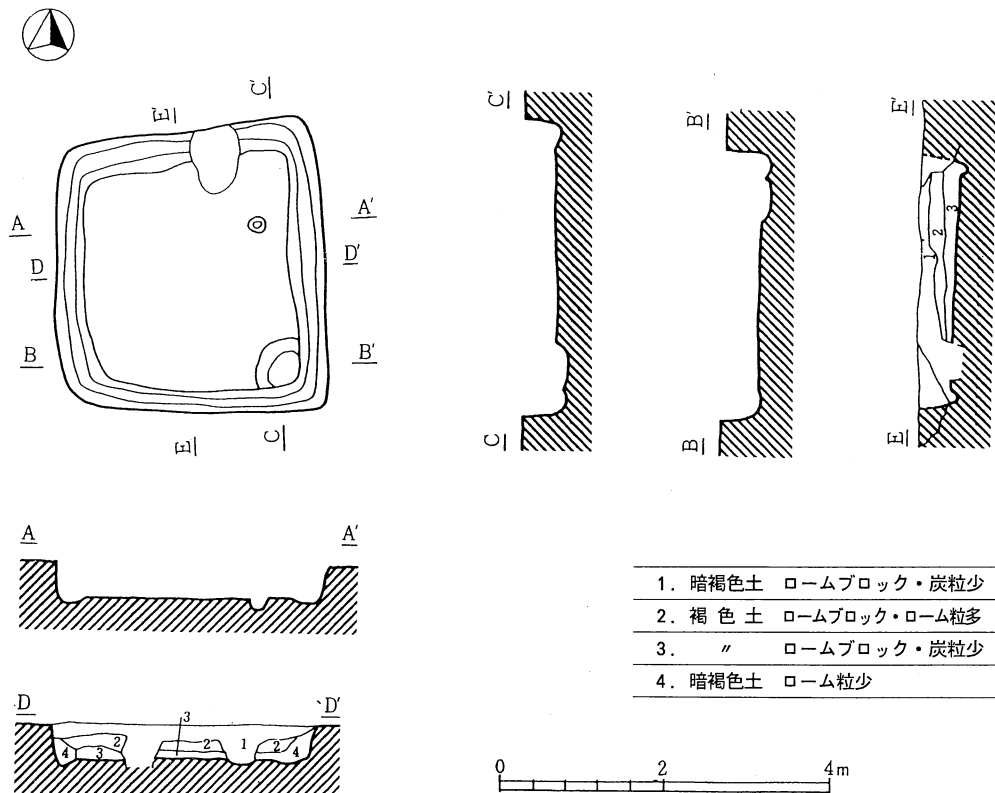 C C′
E′
A A′
D D′
B B′
E C
C′
C
B′
B
E′
1 2 3
E
A A′
D D′
3
4 3 2 2 1 2 4
1. 暗褐色土 ロームブロック・炭粒少
2. 褐色土 ロームブロック・ローム粒多
3. 〃 ロームブロック・炭粒少
4. 暗褐色土 ローム粒少
0 2 4m